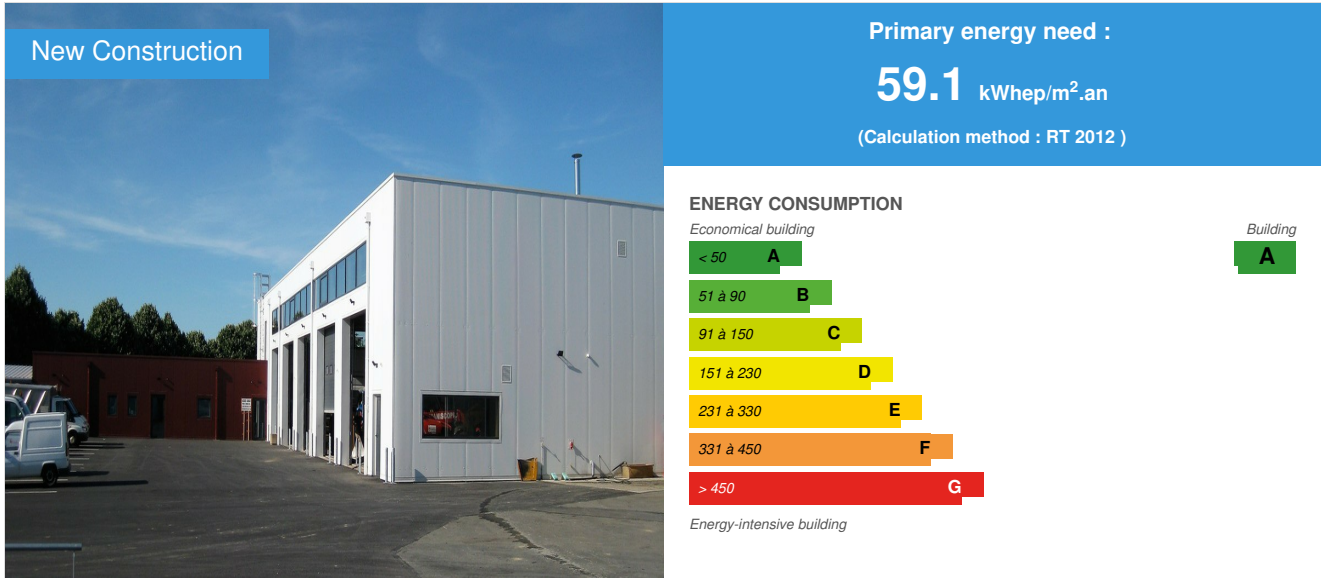 New Construction
Primary energy need :
59.1 kWhep/m².an
(Calculation method : RT 2012 )
ENERGY CONSUMPTION
Economical building
Building
< 50 A
A
51 à 90 B
91 à 150 C
151 à 230 D
231 à 330 E
331 à 450 F
> 450 G
Energy-intensive building